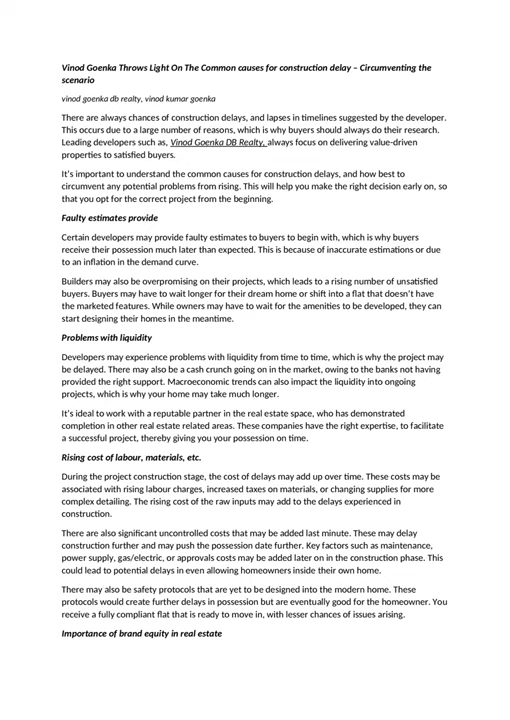 Vinod Goenka Throws Light On The Common causes for construction delay – Circumventing the
scenario
vinod goenka db realty, vinod kumar goenka
There are always chances of construction delays, and lapses in timelines suggested by the developer.
This occurs due to a large number of reasons, which is why buyers should always do their research.
Leading developers such as, Vinod Goenka DB Realty, always focus on delivering value-driven
properties to satisfied buyers.
It's important to understand the common causes for construction delays, and how best to
circumvent any potential problems from rising. This will help you make the right decision early on, so
that you opt for the correct project from the beginning.
Faulty estimates provide
Certain developers may provide faulty estimates to buyers to begin with, which is why buyers
receive their possession much later than expected. This is because of inaccurate estimations or due
to an inflation in the demand curve.
Builders may also be overpromising on their projects, which leads to a rising number of unsatisfied
buyers. Buyers may have to wait longer for their dream home or shift into a flat that doesn't have
the marketed features. While owners may have to wait for the amenities to be developed, they can
start designing their homes in the meantime.
Problems with liquidity
Developers may experience problems with liquidity from time to time, which is why the project may
be delayed. There may also be a cash crunch going on in the market, owing to the banks not having
provided the right support. Macroeconomic trends can also impact the liquidity into ongoing
projects, which is why your home may take much longer.
It's ideal to work with a reputable partner in the real estate space, who has demonstrated
completion in other real estate related areas. These companies have the right expertise, to facilitate
a successful project, thereby giving you your possession on time.
Rising cost of labour, materials, etc.
During the project construction stage, the cost of delays may add up over time. These costs may be
associated with rising labour charges, increased taxes on materials, or changing supplies for more
complex detailing. The rising cost of the raw inputs may add to the delays experienced in
construction.
There are also significant uncontrolled costs that may be added last minute. These may delay
construction further and may push the possession date further. Key factors such as maintenance,
power supply, gas/electric, or approvals costs may be added later on in the construction phase. This
could lead to potential delays in even allowing homeowners inside their own home.
There may also be safety protocols that are yet to be designed into the modern home. These
protocols would create further delays in possession but are eventually good for the homeowner. You
receive a fully compliant flat that is ready to move in, with lesser chances of issues arising.
Importance of brand equity in real estate